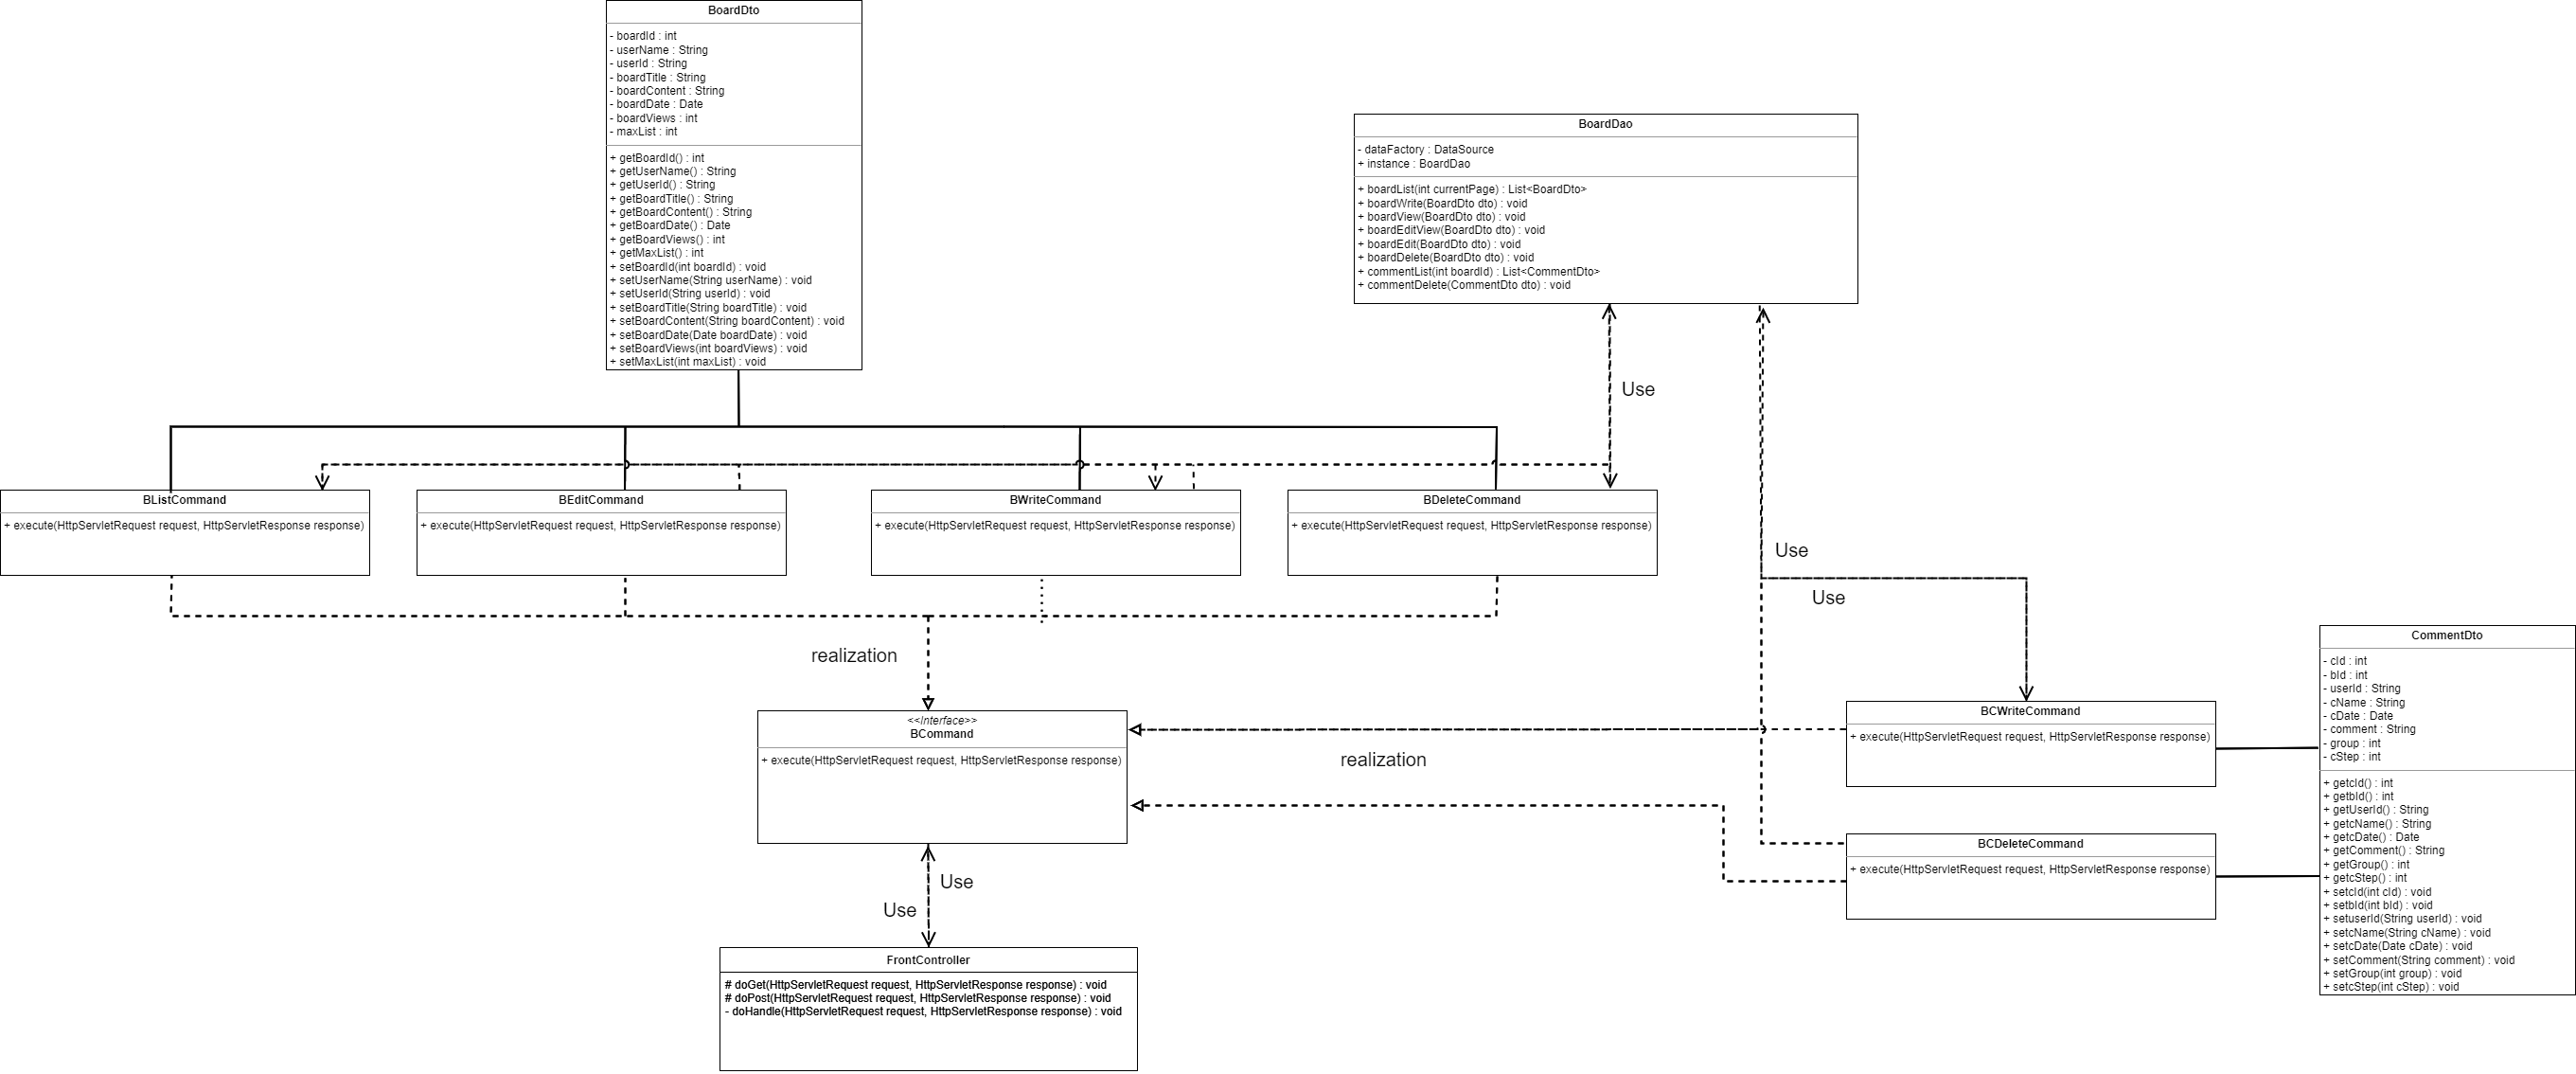 BoardDto
- boardId : int
- userName : String
- userId : String
- boardTitle : String
- boardContent : String
- boardDate : Date
- boardViews : int
- maxList : int
+ getBoardId() : int
+ getUserName() : String
+ getUserId() : String
+ getBoardTitle() : String
+ getBoardContent() : String
+ getBoardDate() : Date
+ getBoardViews() : int
+ getMaxList() : int
+ setBoardId(int boardId) : void
+ setUserName(String userName) : void
+ setUserId(String userId) : void
+ setBoardTitle(String boardTitle) : void
+ setBoardContent(String boardContent) : void
+ setBoardDate(Date boardDate) : void
+ setBoardViews(int boardViews) : void
+ setMaxList(int maxList) : void
BoardDao
- dataFactory : DataSource
+ instance : BoardDao
+ boardList(int currentPage) : List<BoardDto>
+ boardWrite(BoardDto dto) : void
+ boardView(BoardDto dto) : void
+ boardEditView(BoardDto dto) : void
+ boardEdit(BoardDto dto) : void
+ boardDelete(BoardDto dto) : void
+ commentList(int boardId) : List<CommentDto>
+ commentDelete(CommentDto dto) : void
Use
BListCommand
+ execute(HttpServletRequest request, HttpServletResponse response)
BEditCommand
+ execute(HttpServletRequest request, HttpServletResponse response)
BWriteCommand
+ execute(HttpServletRequest request, HttpServletResponse response)
BDeleteCommand
+ execute(HttpServletRequest request, HttpServletResponse response)
Use
Use
realization
<<Interface>>
BCommand
+ execute(HttpServletRequest request, HttpServletResponse response)
realization
BCWriteCommand
+ execute(HttpServletRequest request, HttpServletResponse response)
BCDeleteCommand
+ execute(HttpServletRequest request, HttpServletResponse response)
CommentDto
- cId : int
- bId : int
- userId : String
- cName : String
- cDate : Date
- comment : String
- group : int
- cStep : int
+ getcId() : int
+ getbId() : int
+ getUserId() : String
+ getcName() : String
+ getcDate() : Date
+ getComment() : String
+ getGroup() : int
+ getcStep() : int
+ setcId(int cId) : void
+ setbId(int bId) : void
+ setuserId(String userId) : void
+ setcName(String cName) : void
+ setcDate(Date cDate) : void
+ setComment(String comment) : void
+ setGroup(int group) : void
+ setcStep(int cStep) : void
Use
Use
FrontController
# doGet(HttpServletRequest request, HttpServletResponse response) : void
# doPost(HttpServletRequest request, HttpServletResponse response) : void
- doHandle(HttpServletRequest request, HttpServletResponse response) : void